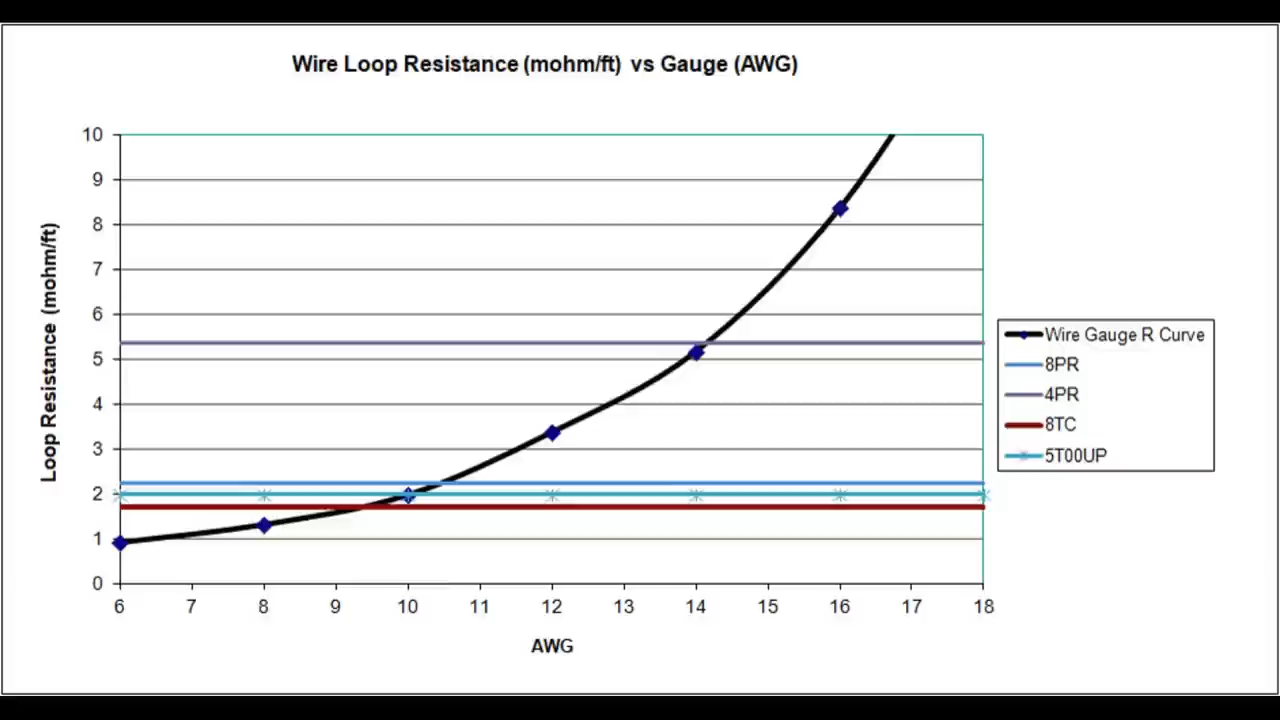 Wire Loop Resistance (mohm/ft) vs Gauge (AWG)
Loop Resistance (mohm/ft)
10
9
8
7
6
5
4
3
2
1
0
6 7 8 9 10 11 12 13 14 15 16 17 18
AWG
Wire Gauge R Curve
8PR
4PR
8TC
5T00UP